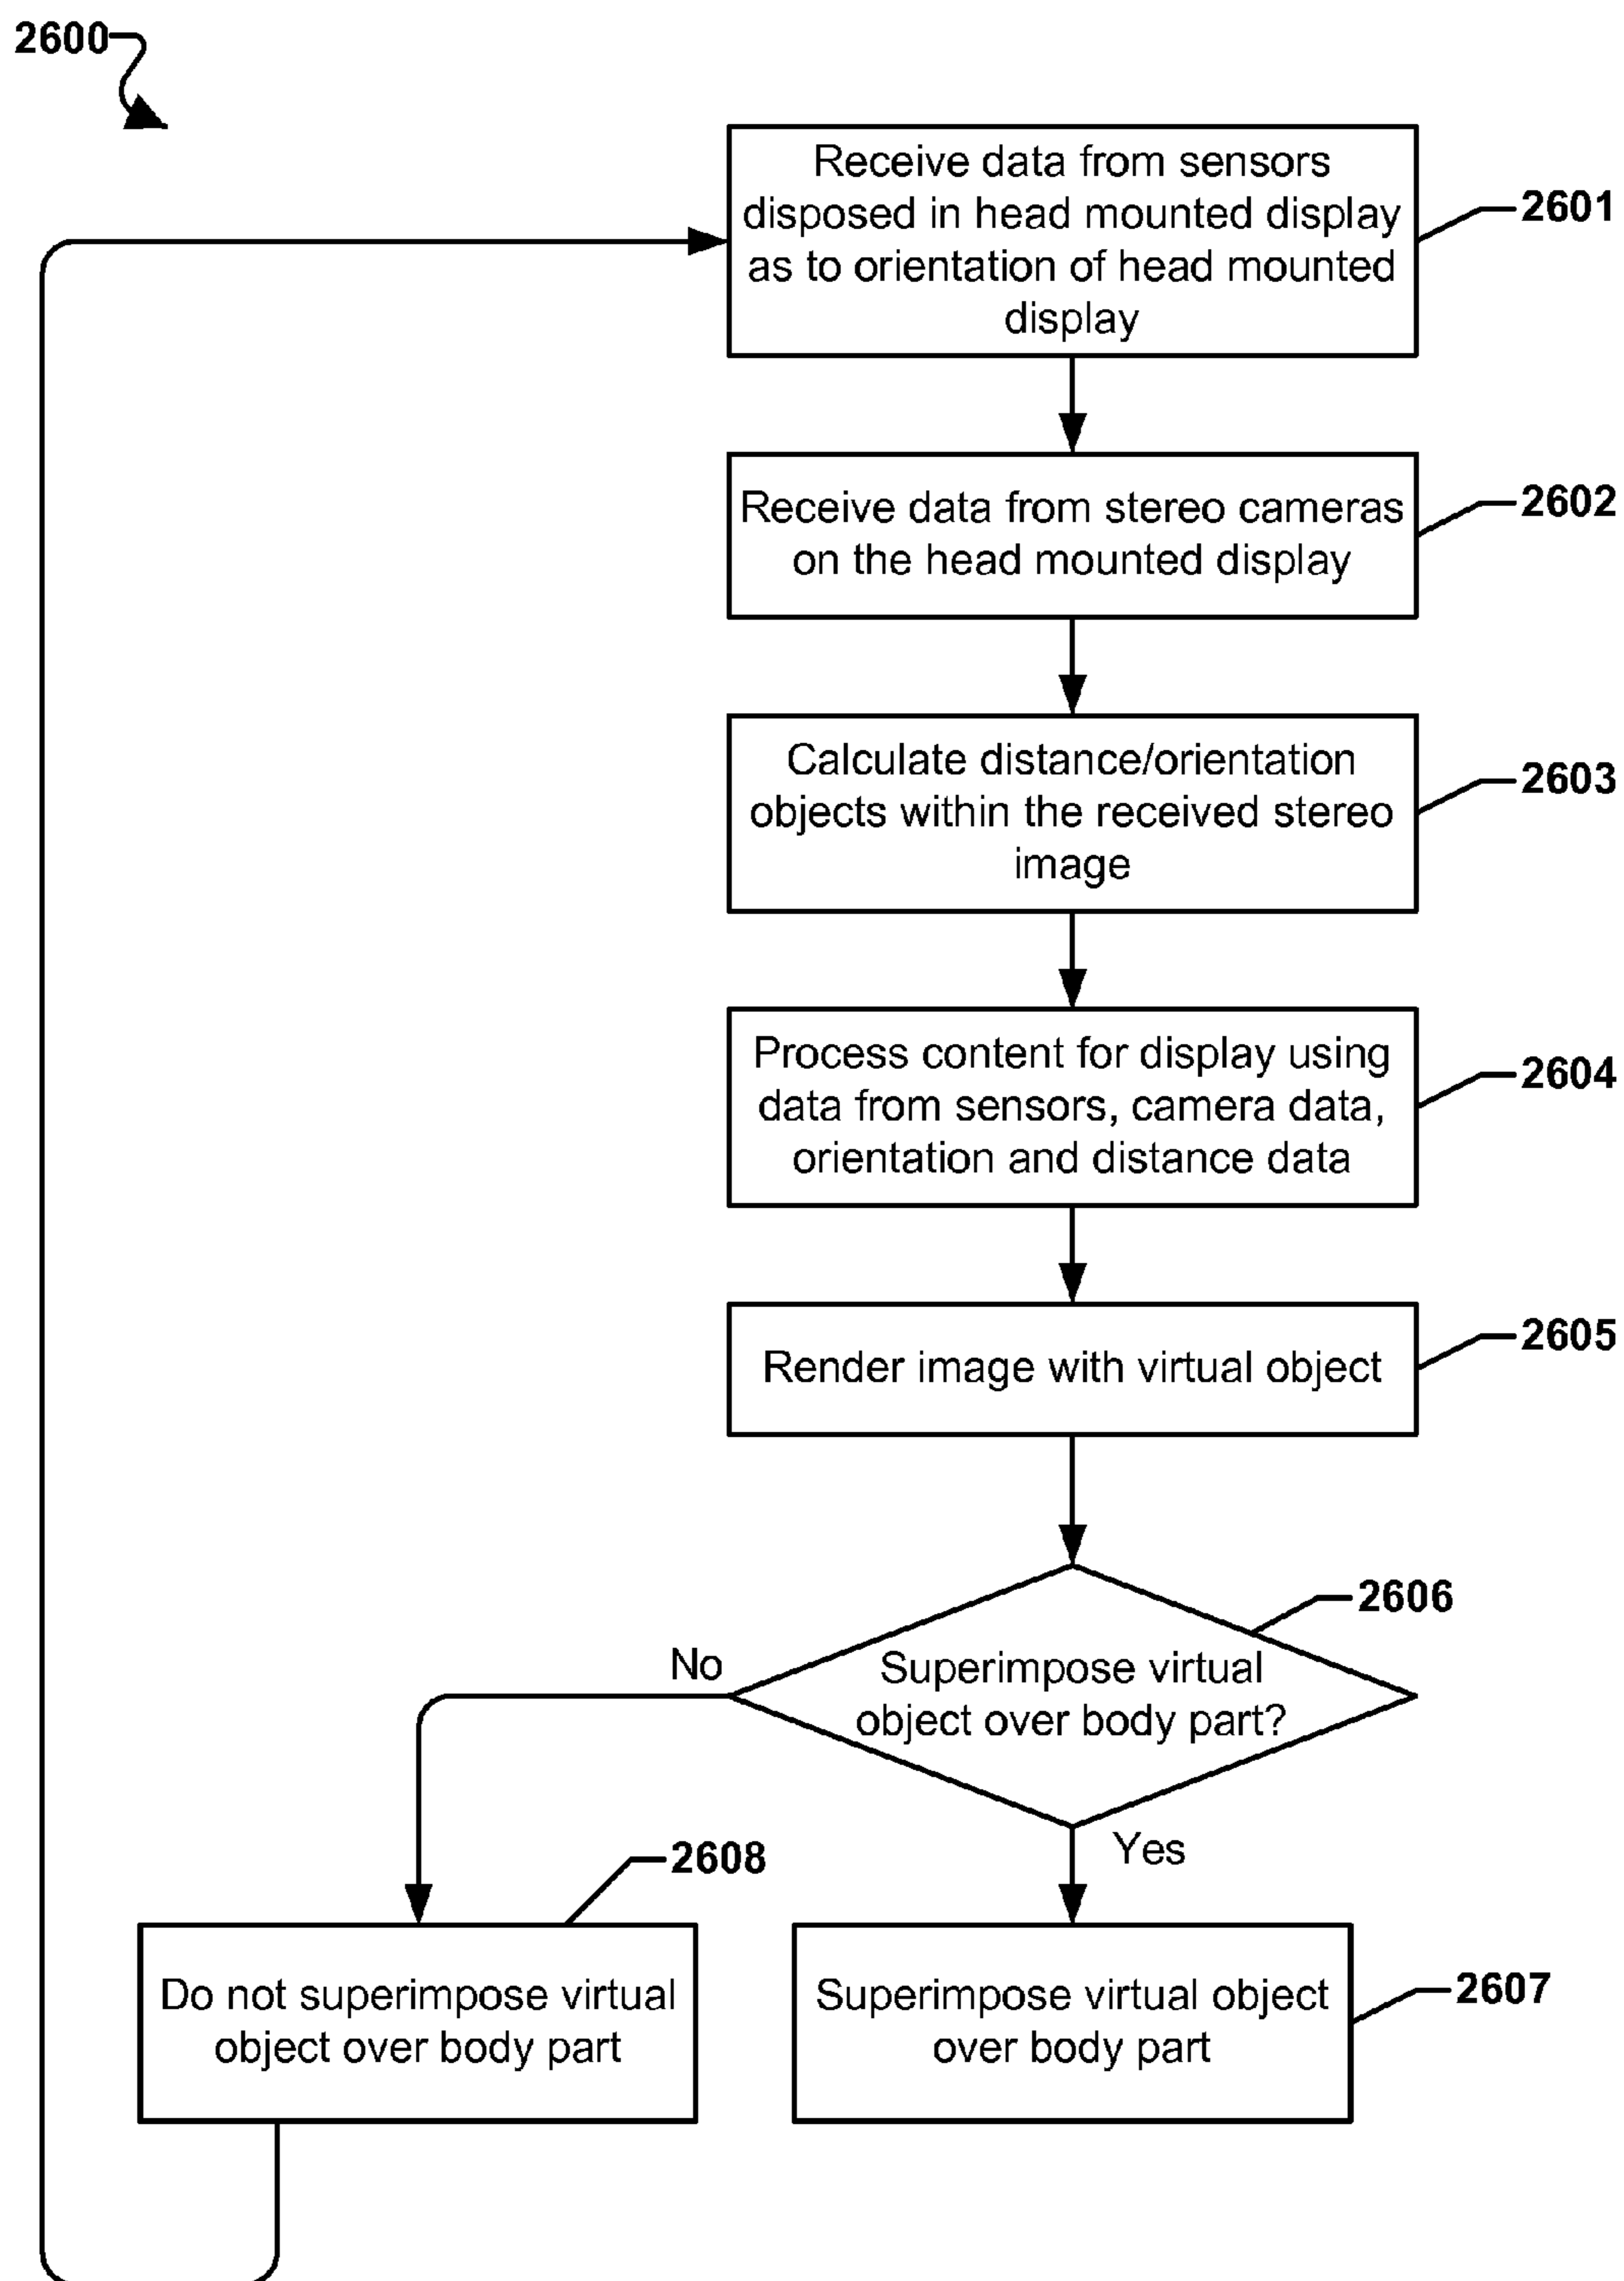 2600
Receive data from sensors
disposed in head mounted display
as to orientation of head mounted
display
2601
Receive data from stereo cameras
on the head mounted display
2602
Calculate distance/orientation
objects within the received stereo
image
2603
Process content for display using
data from sensors, camera data,
orientation and distance data
2604
Render image with virtual object
2605
Superimpose virtual
object over body part?
2606
No
Yes
2608
Do not superimpose virtual
object over body part
Superimpose virtual object
over body part
2607